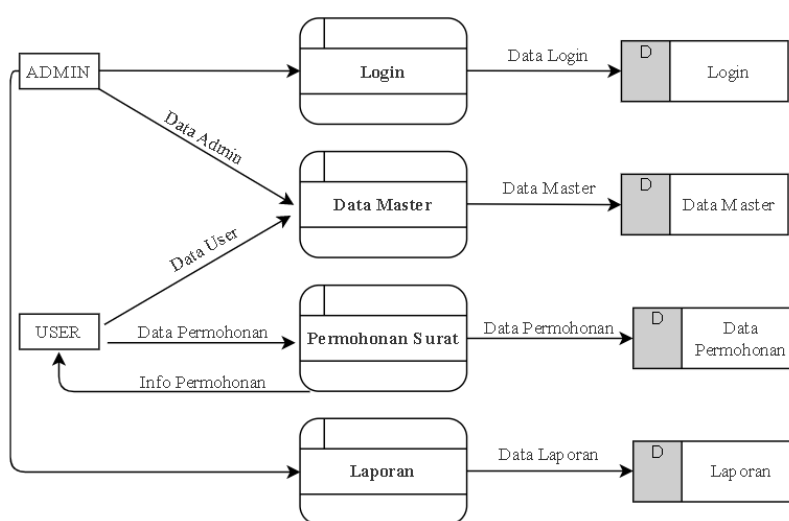 Data Login
D
Login
ADMIN
Login
Data Admin
Data Master
D
Data Master
Data Master
Data User
USER
Data Permohonan
Permohonan Surat
Data Permohonan
D
Data
Permohonan
Info Permohonan
Laporan
Data Laporan
D
Laporan